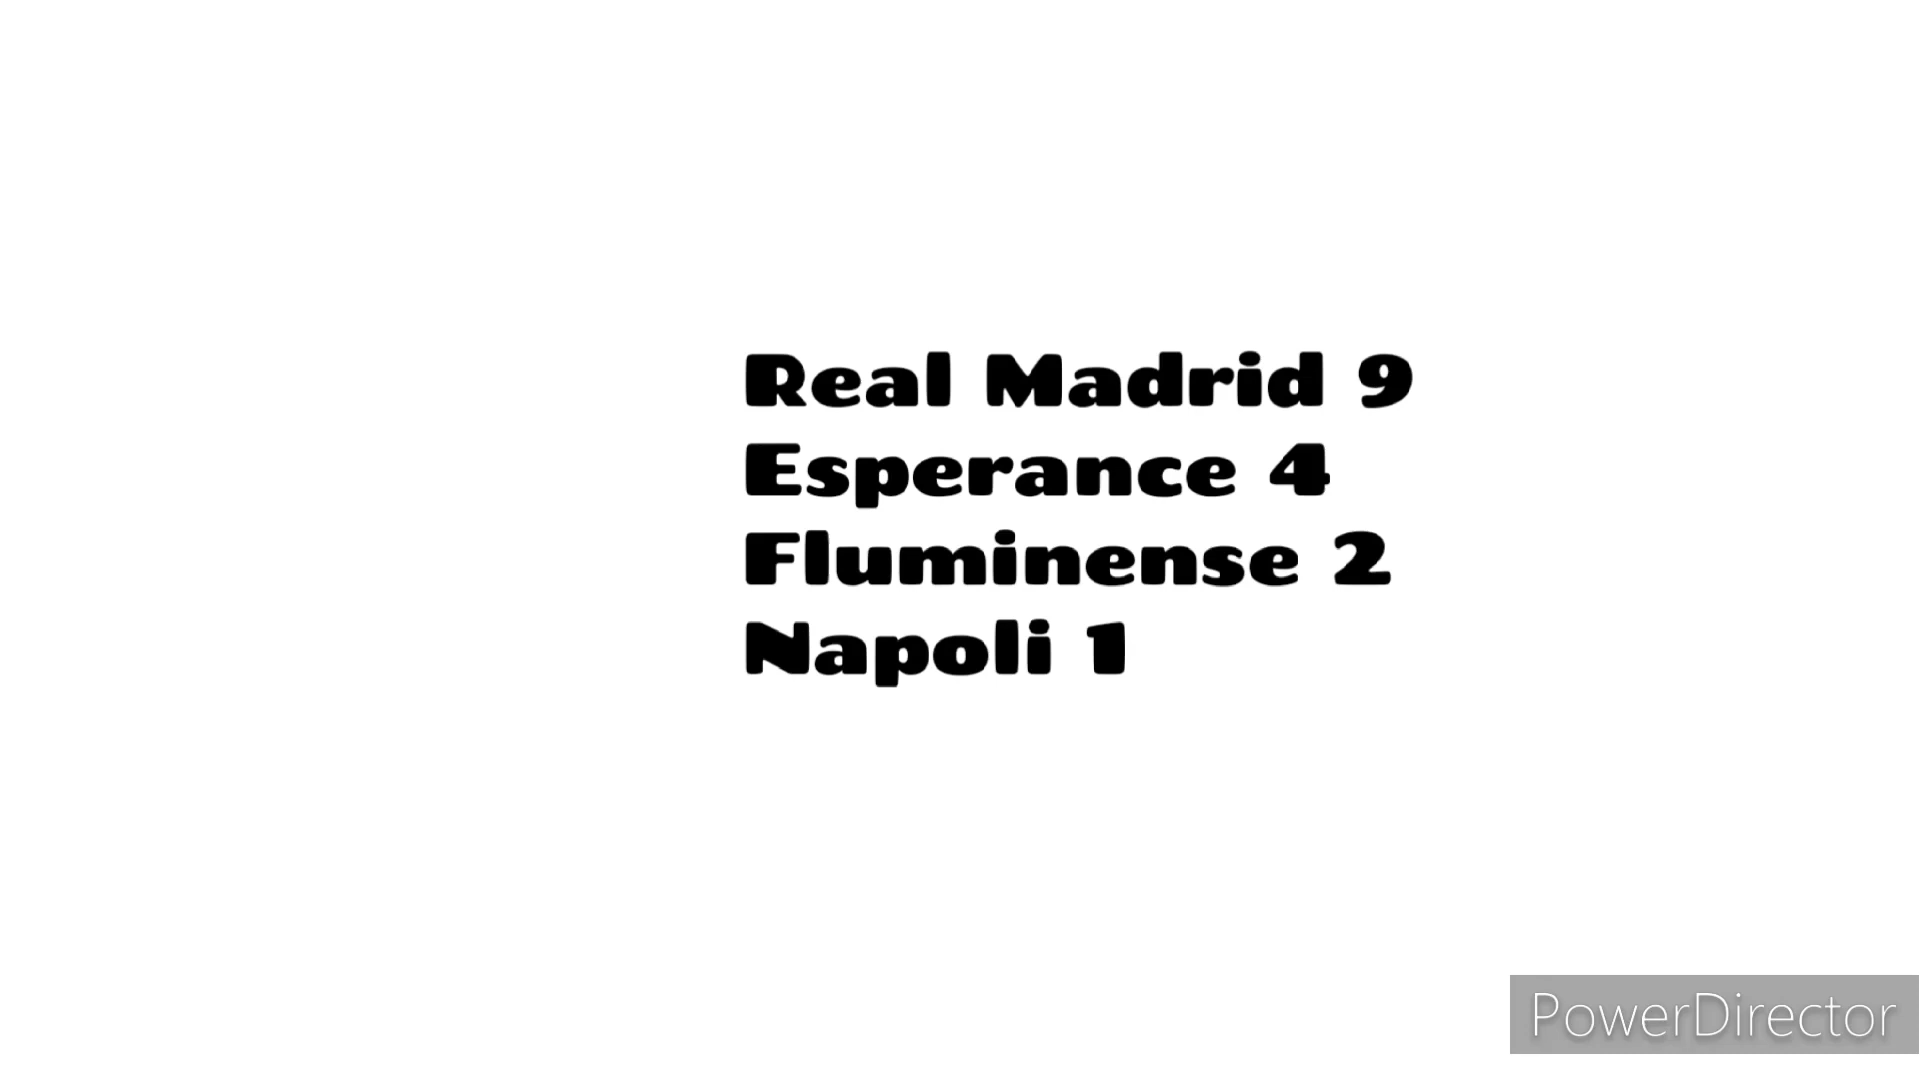 Real Madrid 9
Esperance 4
Fluminense 2
Napoli 1
PowerDirector